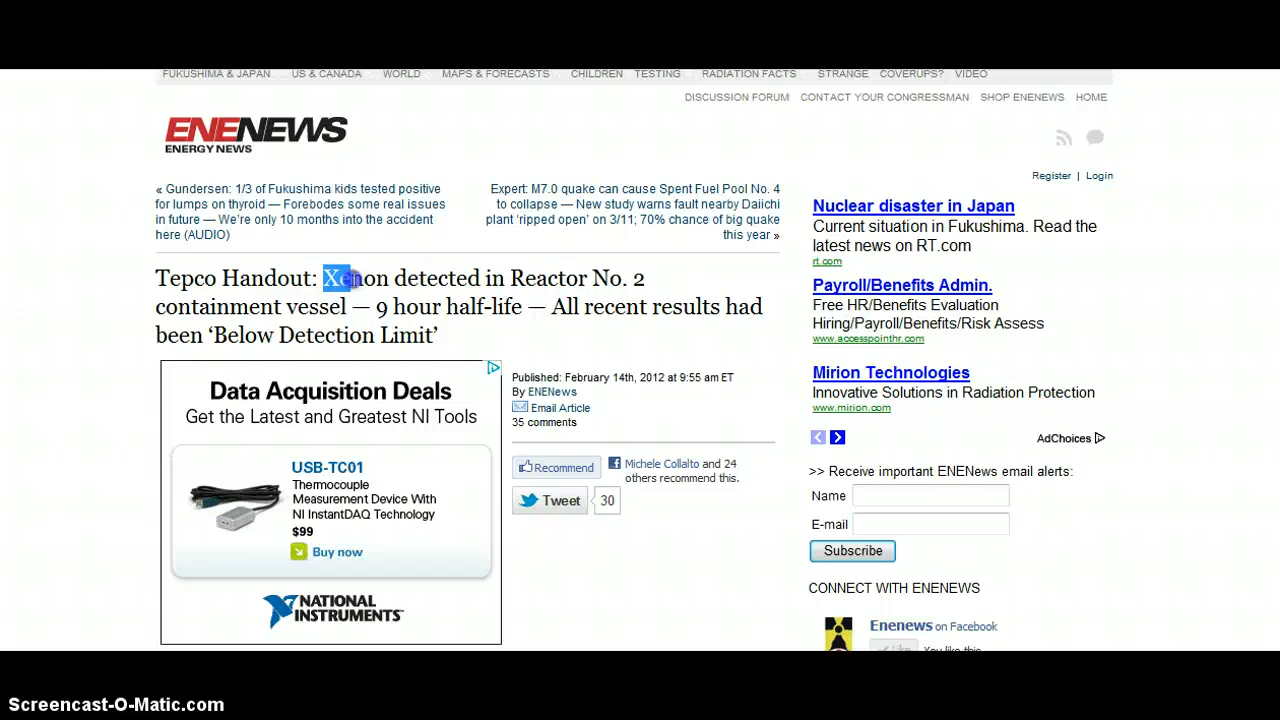 FUKUSHIMA & JAPAN US & CANADA WORLD MAPS & FORECASTS CHILDREN TESTING RADIATION FACTS STRANGE COVERUPS? VIDEO
DISCUSSION FORUM CONTACT YOUR CONGRESSMAN SHOP ENENEWS HOME
ENENEWS
ENERGY NEWS
Register | Login
« Gundersen: 1/3 of Fukushima kids tested positive
for lumps on thyroid — Forebodes some real issues
in future — We're only 10 months into the accident
here (AUDIO)
Expert: M7.0 quake can cause Spent Fuel Pool No. 4
to collapse — New study warns fault nearby Daiichi
plant 'ripped open' on 3/11; 70% chance of big quake
this year »
Tepco Handout: Xenon detected in Reactor No. 2
containment vessel — 9 hour half-life — All recent results had
been ‘Below Detection Limit’
Data Acquisition Deals
Get the Latest and Greatest NI Tools
USB-TC01
Thermocouple
Measurement Device With
NI InstantDAQ Technology
$99
Buy now
NATIONAL
INSTRUMENTS
Published: February 14th, 2012 at 9:55 am ET
By ENENews
Email Article
35 comments
Recommend
Michele Collalto and 24
others recommend this.
Tweet 30
Nuclear disaster in Japan
Current situation in Fukushima. Read the
latest news on RT.com
rt.com
Payroll/Benefits Admin.
Free HR/Benefits Evaluation
Hiring/Payroll/Benefits/Risk Assess
www.accesspointhr.com
Mirion Technologies
Innovative Solutions in Radiation Protection
www.mirion.com
AdChoices
>> Receive important ENENews email alerts:
Name
E-mail
Subscribe
CONNECT WITH ENENEWS
Enenews on Facebook
Like You like this.
Screencast-O-Matic.com